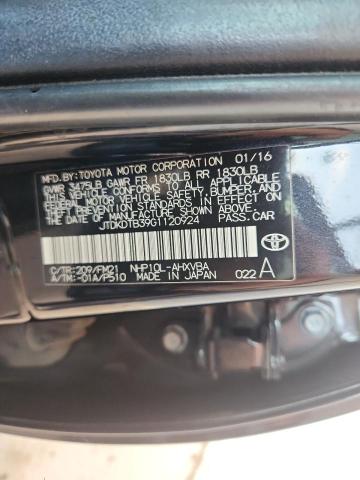 MFD. BY: TOYOTA MOTOR CORPORATION 01/16
GVWR 3475LB GAWR FR 1830LB RR 1830LB
THIS VEHICLE CONFORMS TO ALL APPLICABLE
FEDERAL MOTOR VEHICLE SAFETY, BUMPER, AND
THEFT PREVENTION STANDARDS IN EFFECT ON
THE DATE OF MANUFACTURE SHOWN ABOVE.
JTDKDTB39G1120924 PASS.CAR
C/TR:209/FM21 NHP10L-AHXVBA
A/TM:-01A/P510 MADE IN JAPAN 022 A